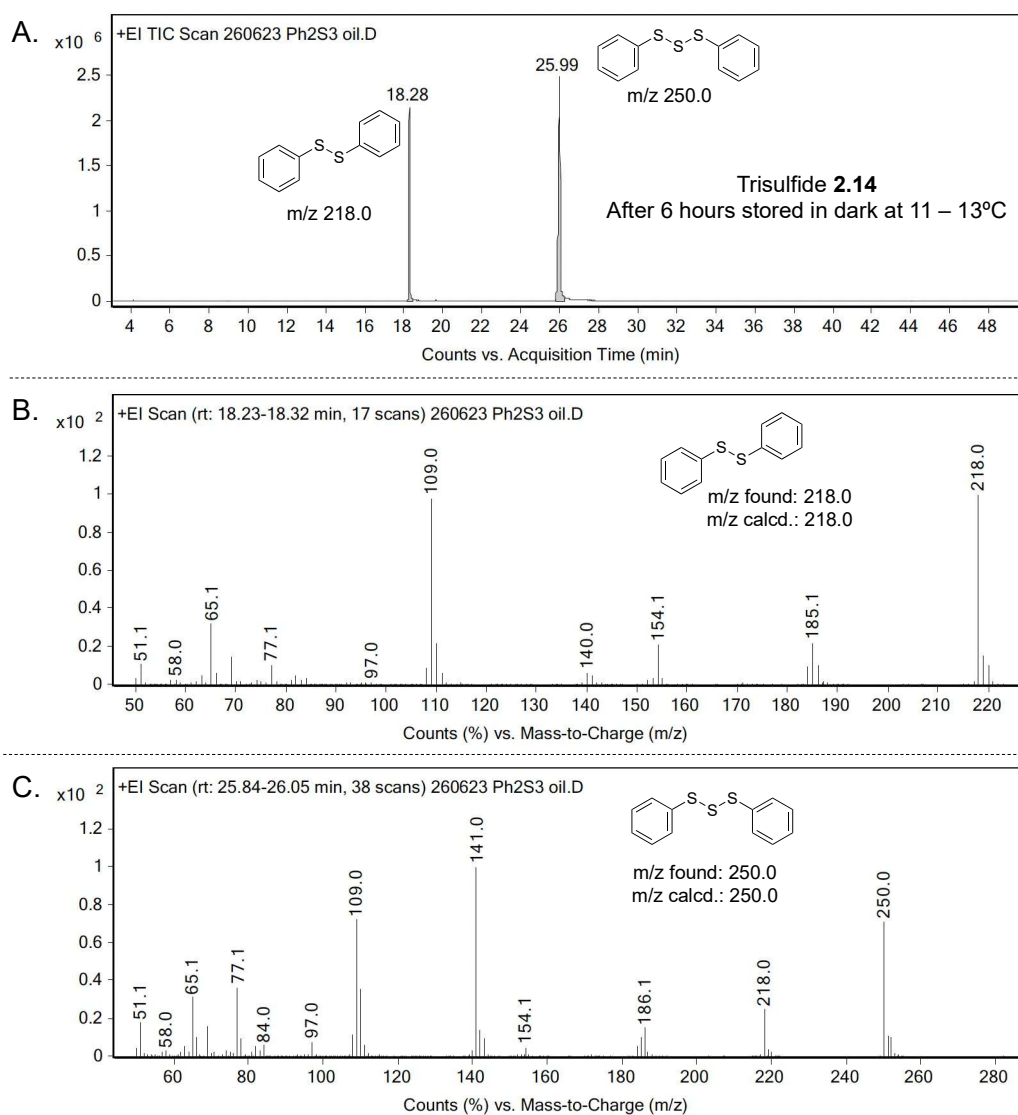 A.
x10 6
+EI TIC Scan 260623 Ph2S3 oil.D
2.5
2
1.5
1
0.5
0
18.28
25.99
S S
m/z 218.0
S S S
m/z 250.0
Trisulfide 2.14
After 6 hours stored in dark at 11 – 13ºC
4 6 8 10 12 14 16 18 20 22 24 26 28 30 32 34 36 38 40 42 44 46 48
Counts vs. Acquisition Time (min)
B.
x10 2
+EI Scan (rt: 18.23-18.32 min, 17 scans) 260623 Ph2S3 oil.D
1.2
1
0.8
0.6
0.4
0.2
0
51.1 58.0 65.1 77.1 97.0 109.0 140.0 154.1 185.1 218.0
S S
m/z found: 218.0
m/z calcd.: 218.0
50 60 70 80 90 100 110 120 130 140 150 160 170 180 190 200 210 220
Counts (%) vs. Mass-to-Charge (m/z)
C.
x10 2
+EI Scan (rt: 25.84-26.05 min, 38 scans) 260623 Ph2S3 oil.D
1.2
1
0.8
0.6
0.4
0.2
0
51.1 58.0 65.1 77.1 84.0 97.0 109.0 141.0 154.1 186.1 218.0 250.0
S S S
m/z found: 250.0
m/z calcd.: 250.0
60 80 100 120 140 160 180 200 220 240 260 280
Counts (%) vs. Mass-to-Charge (m/z)